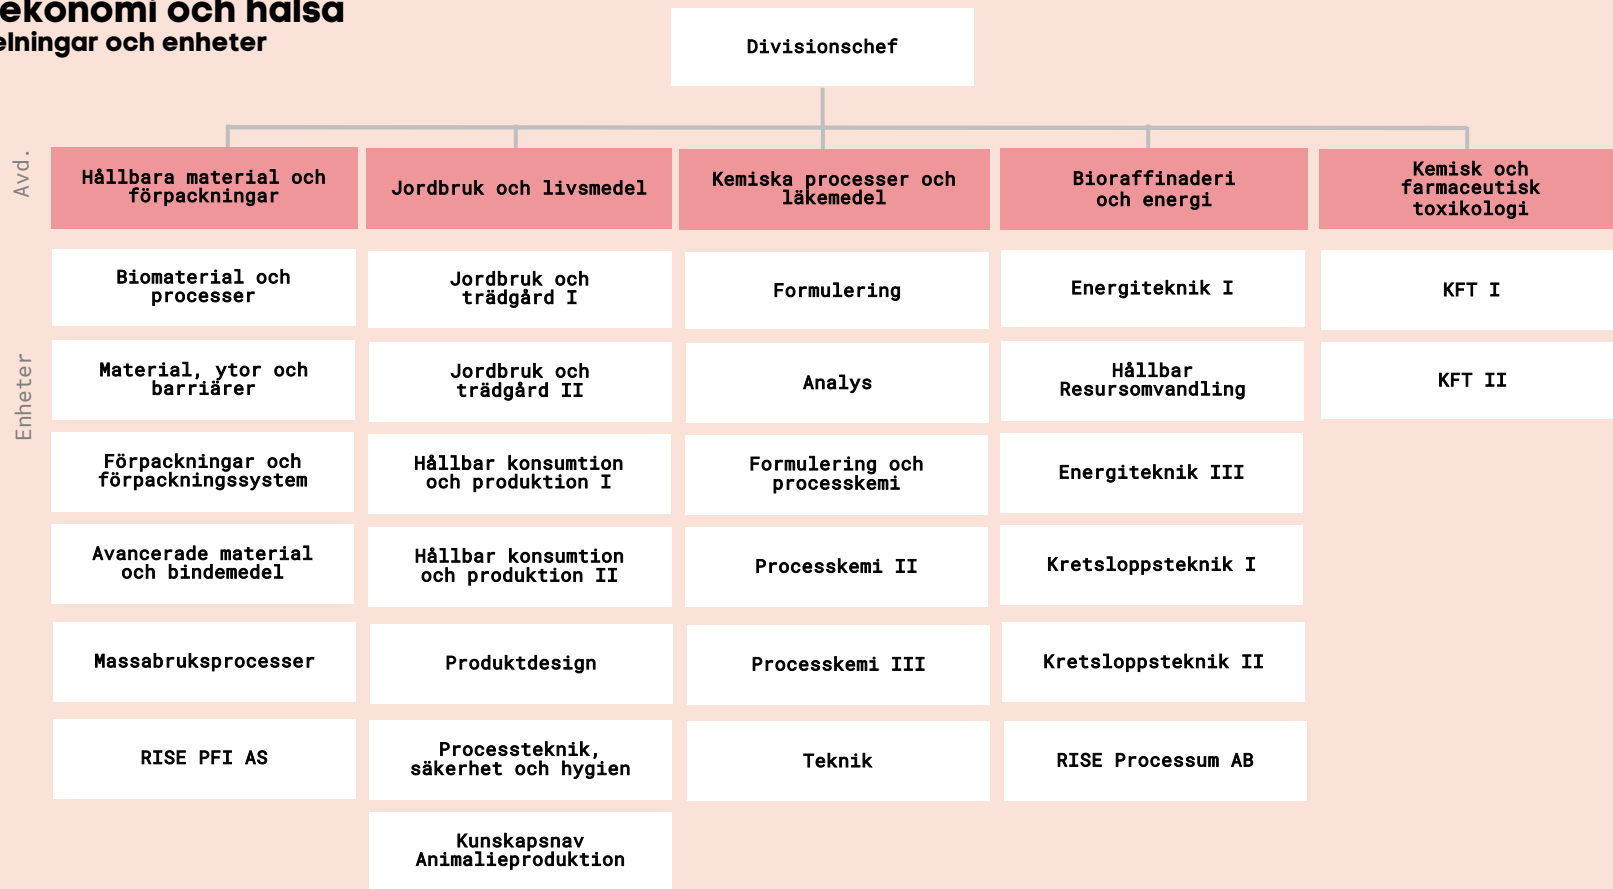 ekonomi och hälsa
elningar och enheter
Divisionschef
Avd.
Hållbara material och
förpackningar
Jordbruk och livsmedel
Kemiska processer och
läkemedel
Bioraffinaderi
och energi
Kemisk och
farmaceutisk
toxikologi
Enheter
Biomaterial och
processer
Material, ytor och
barriärer
Förpackningar och
förpackningssystem
Avancerade material
och bindemedel
Massabruksprocesser
RISE PFI AS
Jordbruk och
trädgård I
Jordbruk och
trädgård II
Hållbar konsumtion
och produktion I
Hållbar konsumtion
och produktion II
Produktdesign
Processteknik,
säkerhet och hygien
Kunskapsnav
Animalieproduktion
Formulering
Analys
Formulering och
processkemi
Processkemi II
Processkemi III
Teknik
Energiteknik I
Hållbar
Resursomvandling
Energiteknik III
Kretsloppsteknik I
Kretsloppsteknik II
RISE Processum AB
KFT I
KFT II